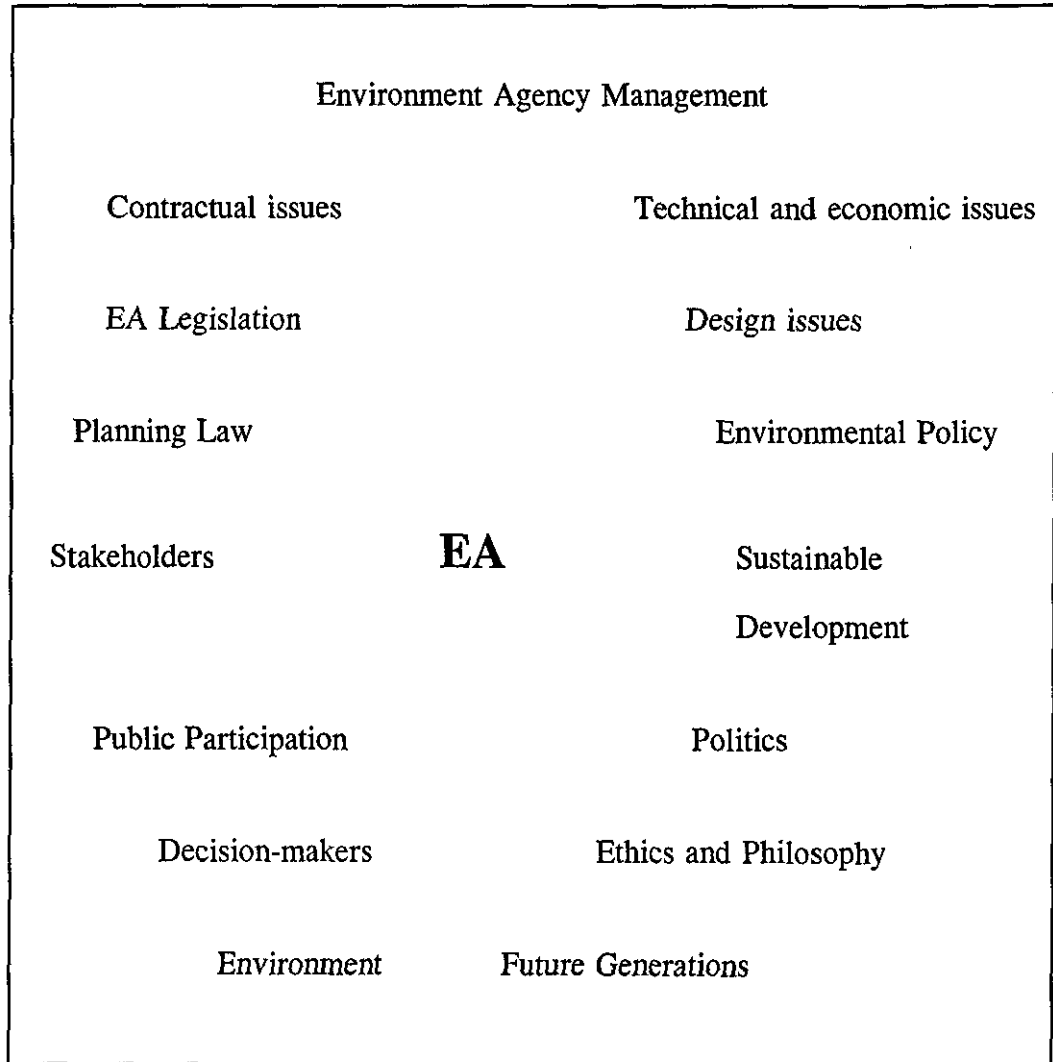 Environment Agency Management
Contractual issues Technical and economic issues
EA Legislation Design issues
Planning Law Environmental Policy
Stakeholders EA Sustainable
Development
Public Participation Politics
Decision-makers Ethics and Philosophy
Environment Future Generations